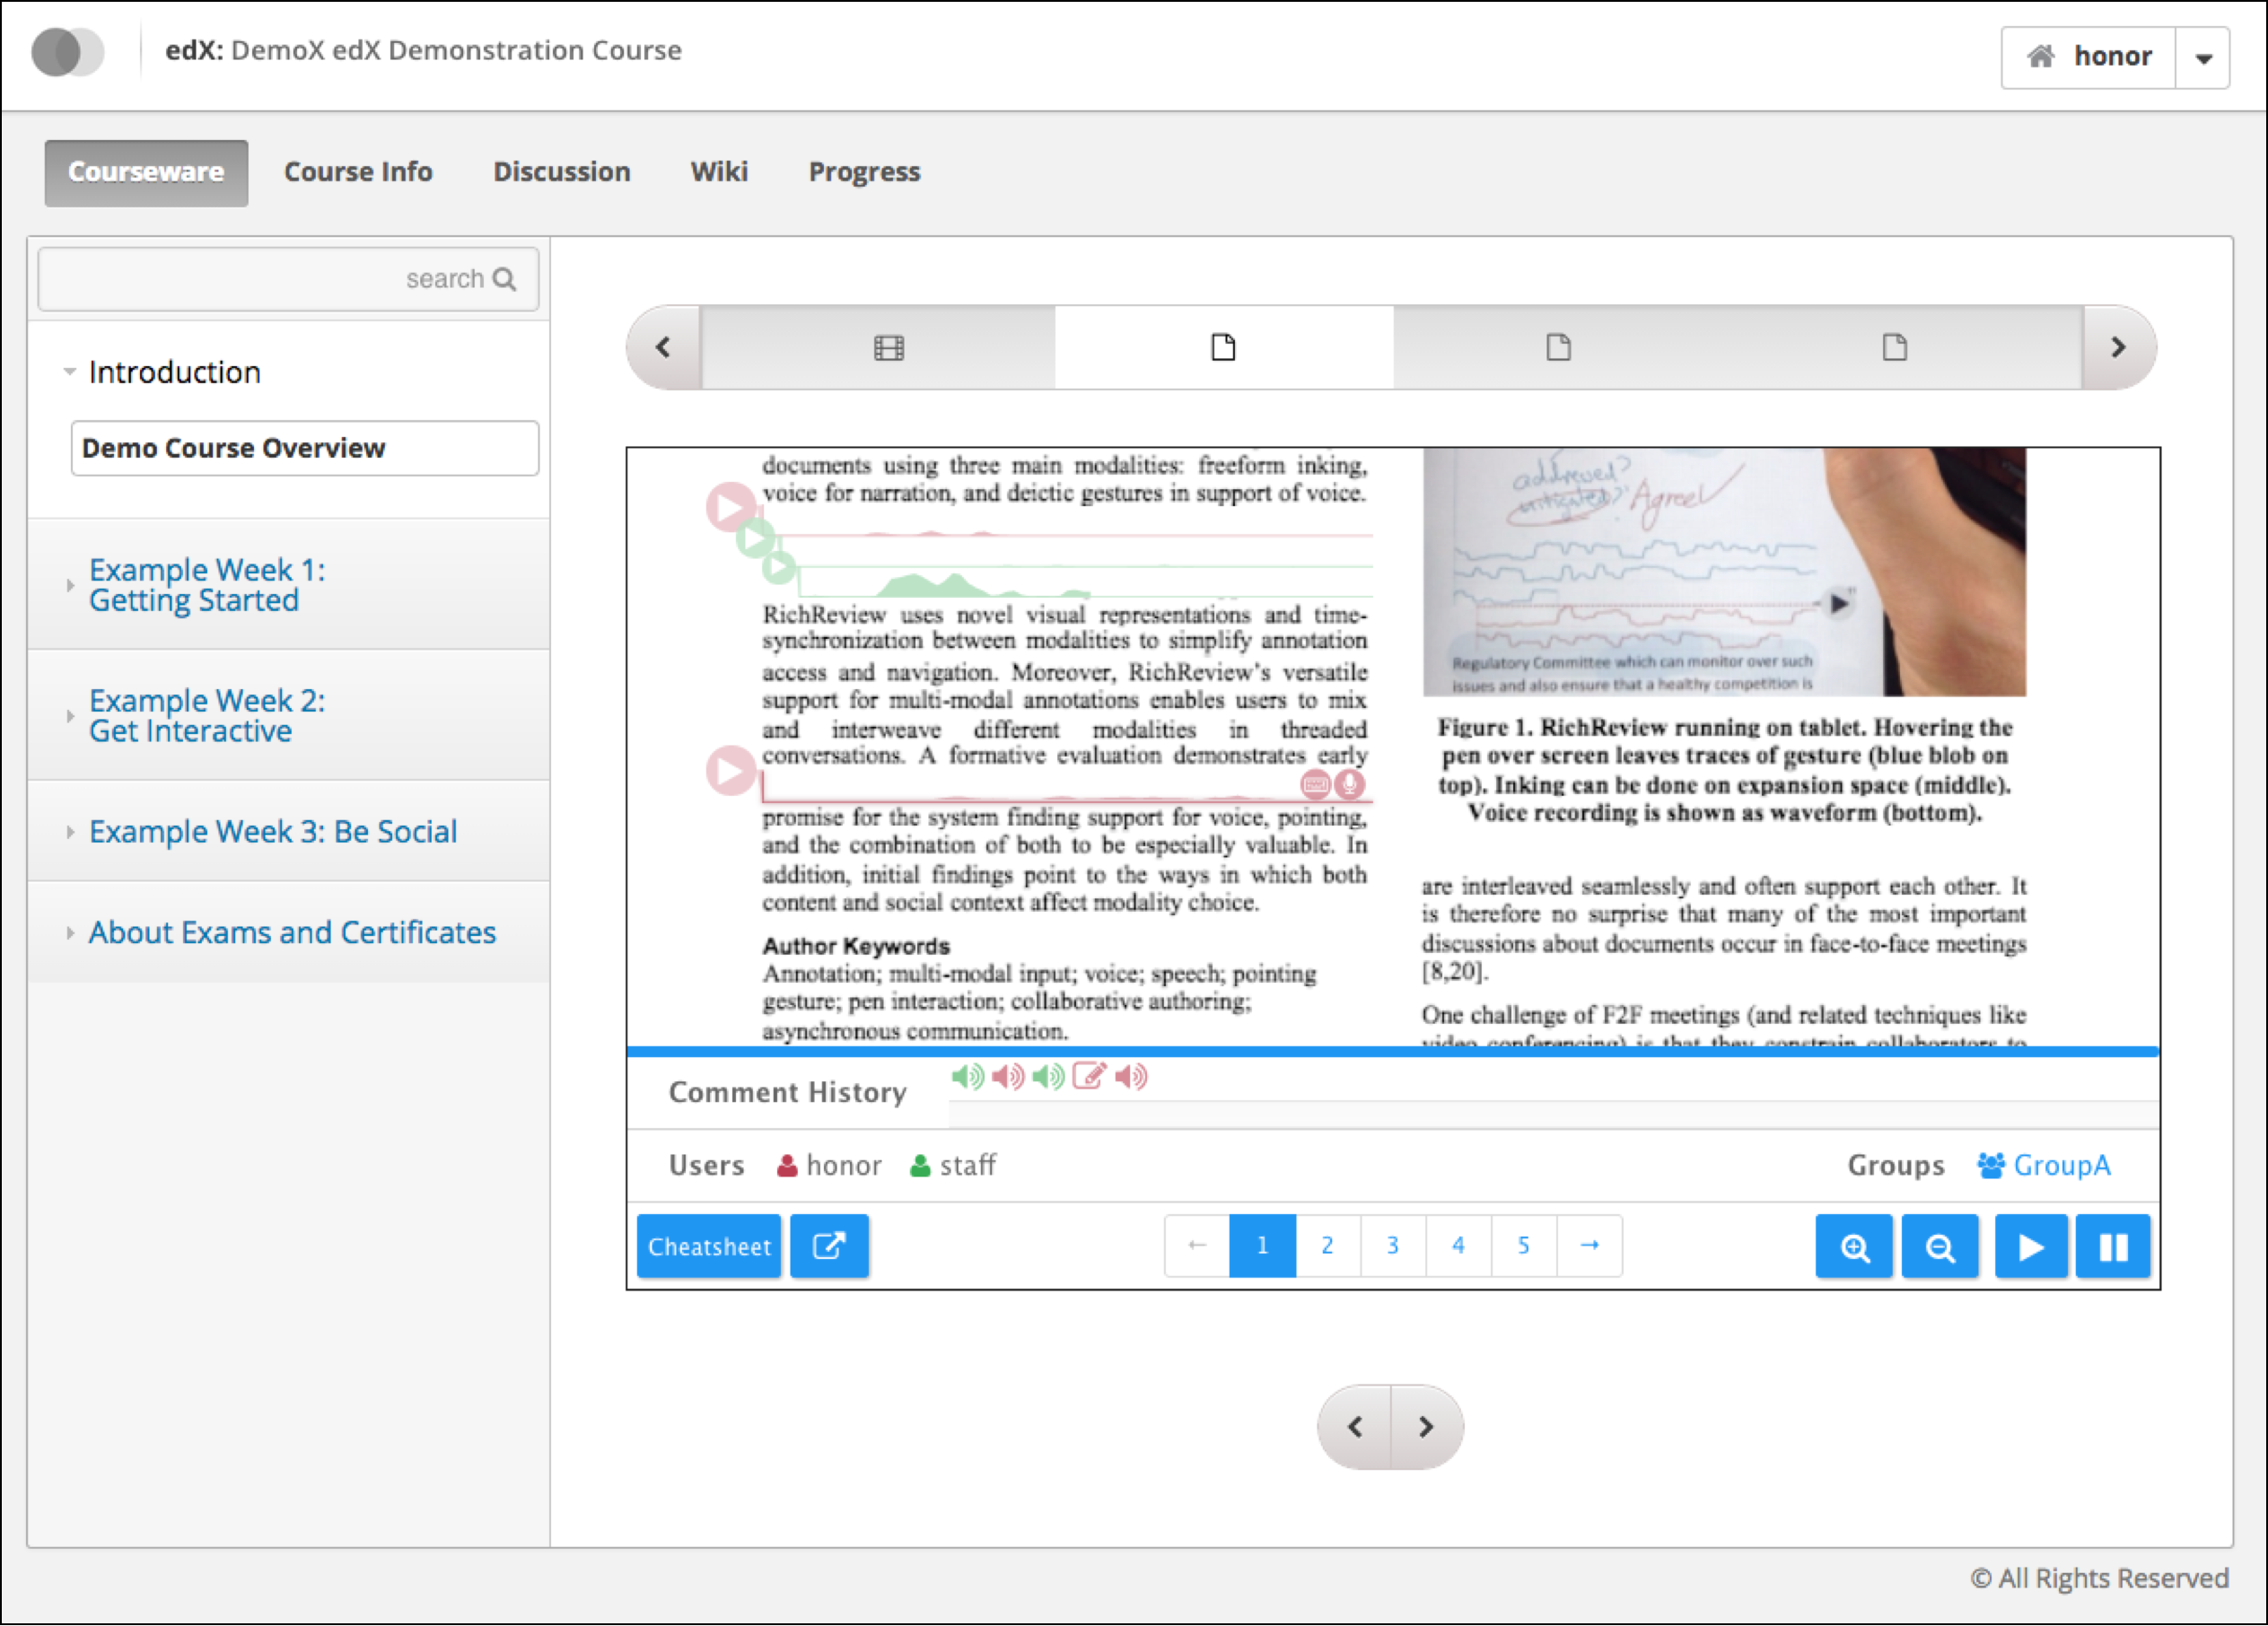 edX: DemoX edX Demonstration Course
honor
Courseware
Course Info
Discussion
Wiki
Progress
search
Introduction
Demo Course Overview
Example Week 1:
Getting Started
Example Week 2:
Get Interactive
Example Week 3: Be Social
About Exams and Certificates
documents using three main modalities: freeform inking,
voice for narration, and deictic gestures in support of voice.
RichReview uses novel visual representations and time-
synchronization between modalities to simplify annotation
access and navigation. Moreover, RichReview's versatile
support for multi-modal annotations enables users to mix
and interweave different modalities in threaded
conversations. A formative evaluation demonstrates early
promise for the system finding support for voice, pointing,
and the combination of both to be especially valuable. In
addition, initial findings point to the ways in which both
content and social context affect modality choice.
Author Keywords
Annotation; multi-modal input; voice; speech; pointing
gesture; pen interaction; collaborative authoring;
asynchronous communication.
addressed?
mitigated?
Agree
Regulatory Committee which can monitor over such
issues and also ensure that a healthy competition is
Figure 1. RichReview running on tablet. Hovering the
pen over screen leaves traces of gesture (blue blob on
top). Inking can be done on expansion space (middle).
Voice recording is shown as waveform (bottom).
are interleaved seamlessly and often support each other. It
is therefore no surprise that many of the most important
discussions about documents occur in face-to-face meetings
[8,20].
One challenge of F2F meetings (and related techniques like
video conferencing) is that they constrain collaborators to
Comment History
Users honor staff
Groups GroupA
Cheatsheet
← 1 2 3 4 5 →
© All Rights Reserved